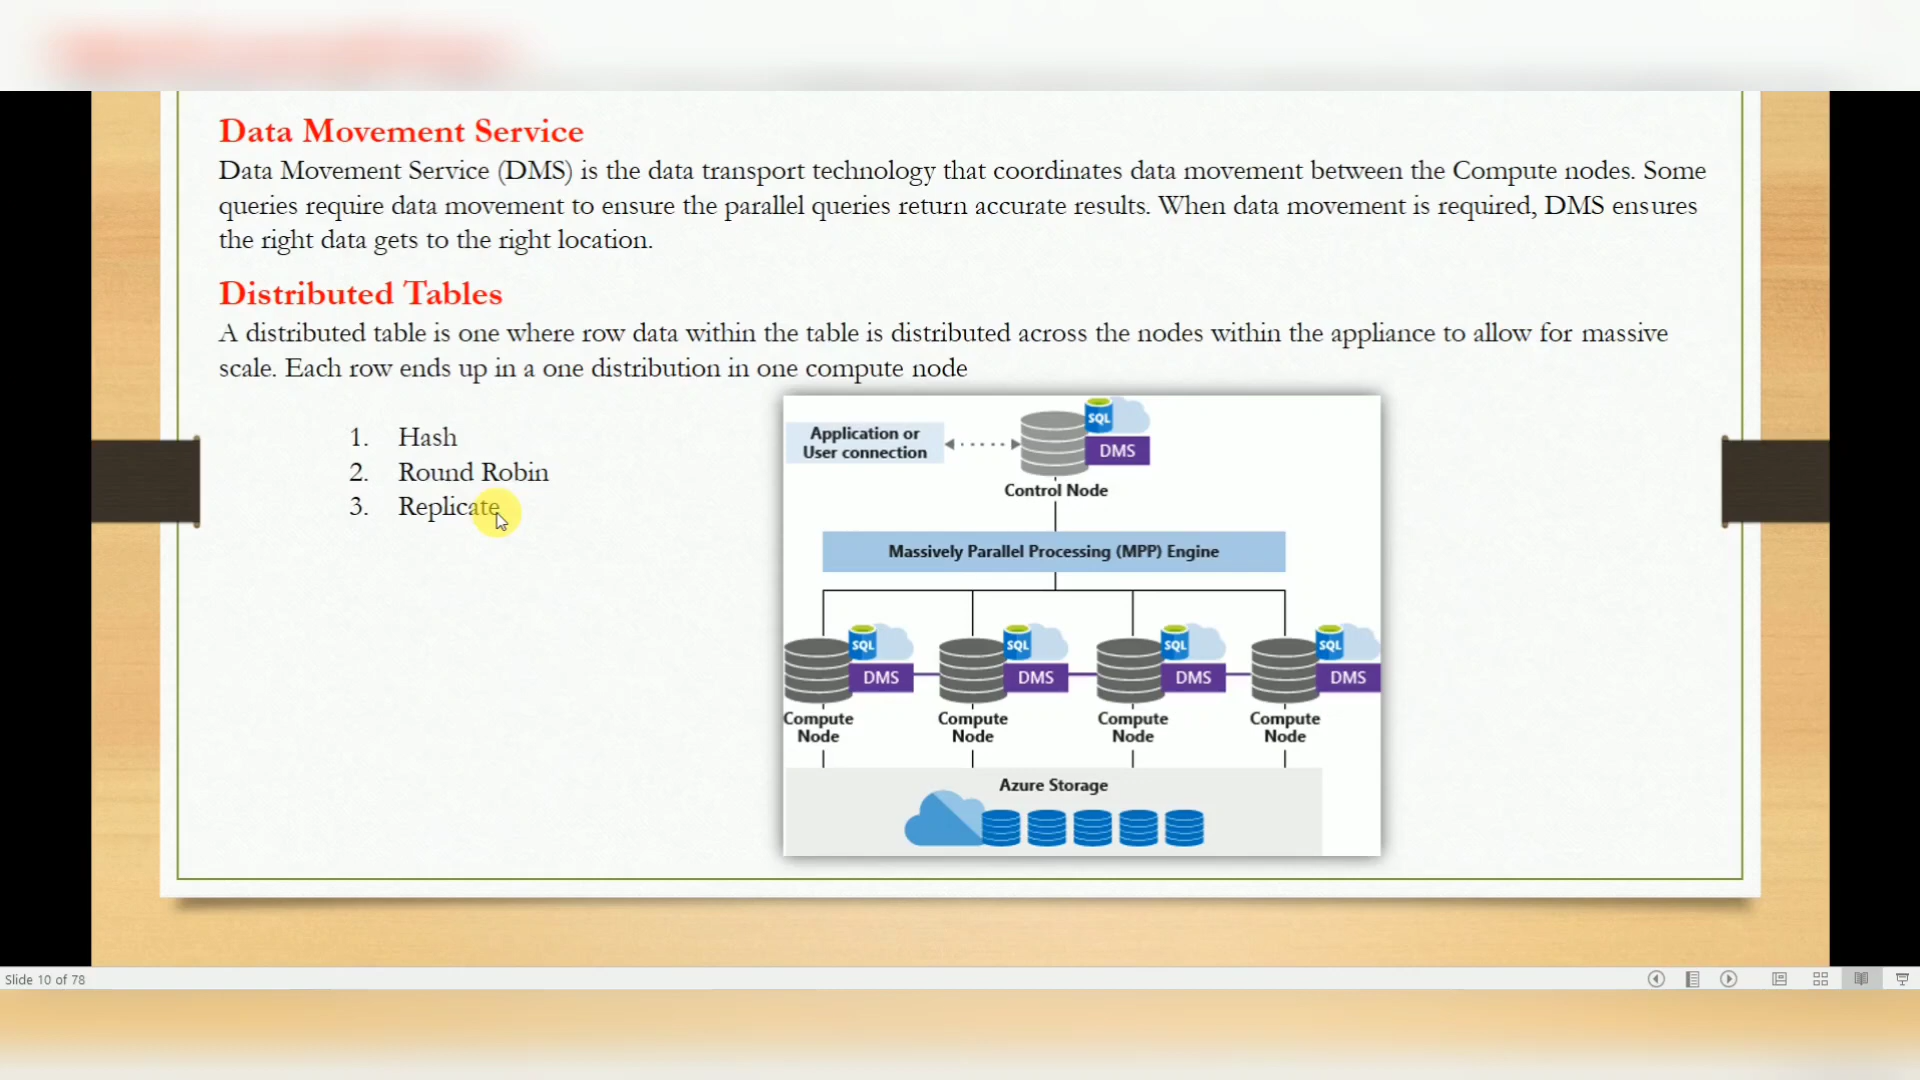 Data Movement Service
Data Movement Service (DMS) is the data transport technology that coordinates data movement between the Compute nodes. Some
queries require data movement to ensure the parallel queries return accurate results. When data movement is required, DMS ensures
the right data gets to the right location.
Distributed Tables
A distributed table is one where row data within the table is distributed across the nodes within the appliance to allow for massive
scale. Each row ends up in a one distribution in one compute node
1. Hash
2. Round Robin
3. Replicate
Application or
User connection
SQL
DMS
Control Node
Massively Parallel Processing (MPP) Engine
SQL SQL SQL SQL
DMS DMS DMS DMS
Compute Compute Compute Compute
Node Node Node Node
Azure Storage
Slide 10 of 78